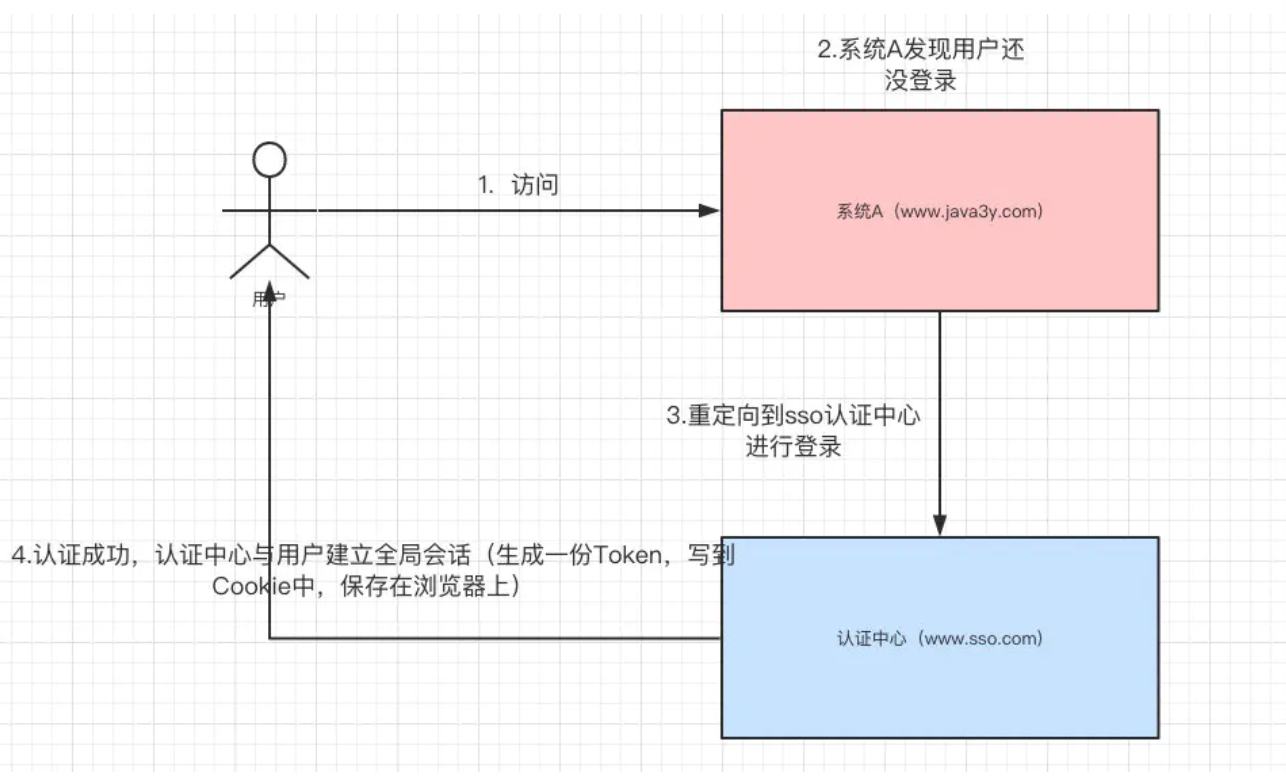 2.系统A发现用户还
没登录
1. 访问
系统A（www.java3y.com）
用户
3.重定向到sso认证中心
进行登录
4.认证成功，认证中心与用户建立全局会话（生成一份Token，写到
Cookie中，保存在浏览器上）
认证中心（www.sso.com）